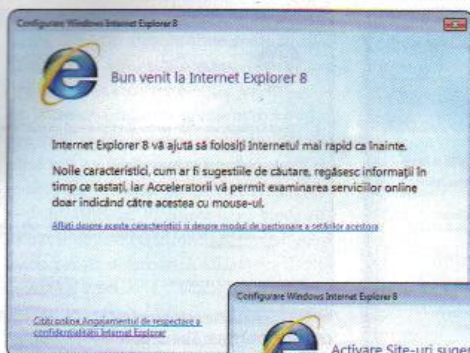 Configurare Windows Internet Explorer 8
Bun venit la Internet Explorer 8
Internet Explorer 8 vă ajută să folosiți Internetul mai rapid ca înainte.
Noile caracteristici, cum ar fi sugestiile de căutare, regăsesc informații în
timp ce tastați, iar Acceleratorii vă permit examinarea serviciilor online
doar indicând către acestea cu mouse-ul.
Aflați despre aceste caracteristici și despre modul de gestionare a setărilor acestora
Citiți online Angajamentul de respectare a
confidențialității Internet Explorer
Configurare Windows Internet Explorer 8
Activare Site-uri suger